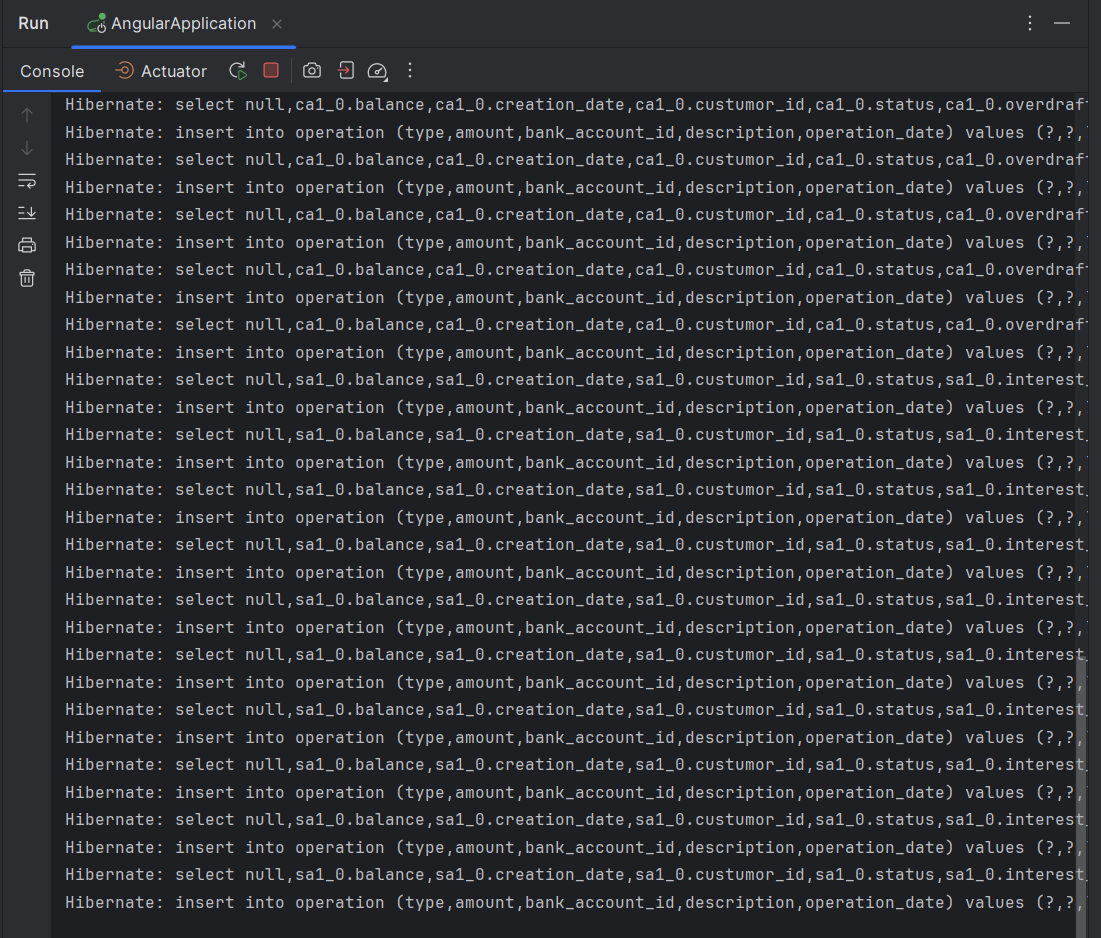 Run AngularApplication
Console Actuator
Hibernate: select null,ca1_0.balance,ca1_0.creation_date,ca1_0.custumor_id,ca1_0.status,ca1_0.overdraf
Hibernate: insert into operation (type,amount,bank_account_id,description,operation_date) values (?,?,
Hibernate: select null,ca1_0.balance,ca1_0.creation_date,ca1_0.custumor_id,ca1_0.status,ca1_0.overdraf
Hibernate: insert into operation (type,amount,bank_account_id,description,operation_date) values (?,?,
Hibernate: select null,ca1_0.balance,ca1_0.creation_date,ca1_0.custumor_id,ca1_0.status,ca1_0.overdraf
Hibernate: insert into operation (type,amount,bank_account_id,description,operation_date) values (?,?,
Hibernate: select null,ca1_0.balance,ca1_0.creation_date,ca1_0.custumor_id,ca1_0.status,ca1_0.overdraf
Hibernate: insert into operation (type,amount,bank_account_id,description,operation_date) values (?,?,
Hibernate: select null,ca1_0.balance,ca1_0.creation_date,ca1_0.custumor_id,ca1_0.status,ca1_0.overdraf
Hibernate: insert into operation (type,amount,bank_account_id,description,operation_date) values (?,?,
Hibernate: select null,sa1_0.balance,sa1_0.creation_date,sa1_0.custumor_id,sa1_0.status,sa1_0.interest_
Hibernate: insert into operation (type,amount,bank_account_id,description,operation_date) values (?,?,
Hibernate: select null,sa1_0.balance,sa1_0.creation_date,sa1_0.custumor_id,sa1_0.status,sa1_0.interest_
Hibernate: insert into operation (type,amount,bank_account_id,description,operation_date) values (?,?,
Hibernate: select null,sa1_0.balance,sa1_0.creation_date,sa1_0.custumor_id,sa1_0.status,sa1_0.interest_
Hibernate: insert into operation (type,amount,bank_account_id,description,operation_date) values (?,?,
Hibernate: select null,sa1_0.balance,sa1_0.creation_date,sa1_0.custumor_id,sa1_0.status,sa1_0.interest_
Hibernate: insert into operation (type,amount,bank_account_id,description,operation_date) values (?,?,
Hibernate: select null,sa1_0.balance,sa1_0.creation_date,sa1_0.custumor_id,sa1_0.status,sa1_0.interest_
Hibernate: insert into operation (type,amount,bank_account_id,description,operation_date) values (?,?,
Hibernate: select null,sa1_0.balance,sa1_0.creation_date,sa1_0.custumor_id,sa1_0.status,sa1_0.interest_
Hibernate: insert into operation (type,amount,bank_account_id,description,operation_date) values (?,?,
Hibernate: select null,sa1_0.balance,sa1_0.creation_date,sa1_0.custumor_id,sa1_0.status,sa1_0.interest_
Hibernate: insert into operation (type,amount,bank_account_id,description,operation_date) values (?,?,
Hibernate: select null,sa1_0.balance,sa1_0.creation_date,sa1_0.custumor_id,sa1_0.status,sa1_0.interest_
Hibernate: insert into operation (type,amount,bank_account_id,description,operation_date) values (?,?,
Hibernate: select null,sa1_0.balance,sa1_0.creation_date,sa1_0.custumor_id,sa1_0.status,sa1_0.interest_
Hibernate: insert into operation (type,amount,bank_account_id,description,operation_date) values (?,?,
Hibernate: select null,sa1_0.balance,sa1_0.creation_date,sa1_0.custumor_id,sa1_0.status,sa1_0.interest_
Hibernate: insert into operation (type,amount,bank_account_id,description,operation_date) values (?,?,